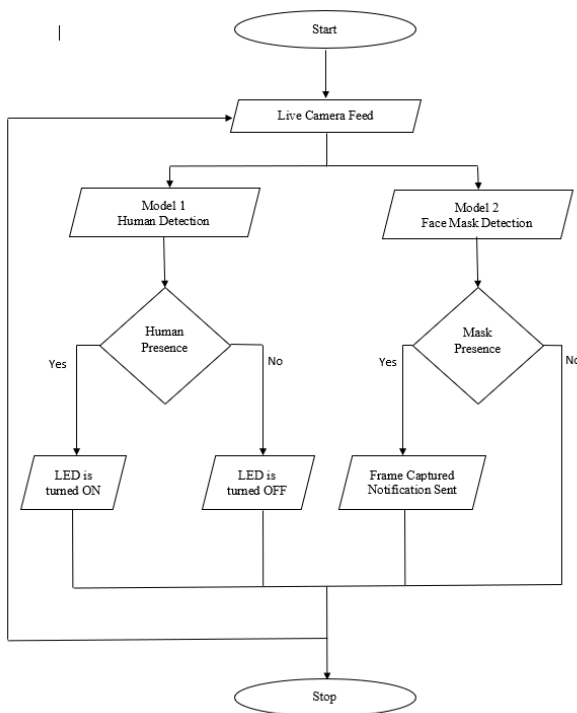 Start
Live Camera Feed
Model 1
Human Detection
Model 2
Face Mask Detection
Human
Presence
Mask
Presence
Yes
No
Yes
No
LED is
turned ON
LED is
turned OFF
Frame Captured
Notification Sent
Stop